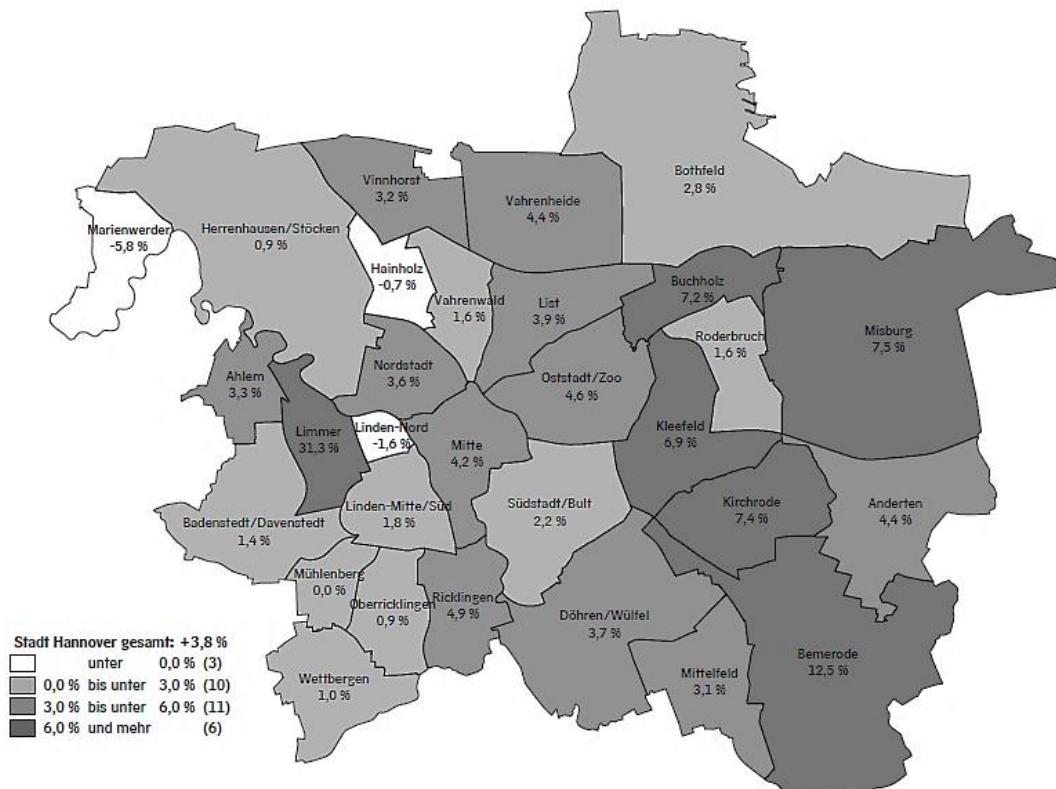 Bothfeld
2,8 %
Vinnhorst
3,2 %
Vahrenheide
4,4 %
Marienwerder
-5,8 %
Herrenhausen/Stöcken
0,9 %
Hainholz
-0,7 %
Vahrenwald
1,6 %
List
3,9 %
Buchholz
7,2 %
Roderbruch
1,6 %
Misburg
7,5 %
Ahlem
3,3 %
Nordstadt
3,6 %
Oststadt/Zoo
4,6 %
Limmer
31,3 %
Linden-Nord
-1,6 %
Mitte
4,2 %
Kleefeld
6,9 %
Badenstedt/Davenstedt
1,4 %
Linden-Mitte/Süd
1,8 %
Südstadt/Bult
2,2 %
Kirchrode
7,4 %
Anderten
4,4 %
Mühlenberg
0,0 %
Oberricklingen
0,9 %
Ricklingen
4,9 %
Döhren/Wülfel
3,7 %
Bemerode
12,5 %
Wettbergen
1,0 %
Mittelfeld
3,1 %
Stadt Hannover gesamt: +3,8 %
unter 0,0 % (3)
0,0 % bis unter 3,0 % (10)
3,0 % bis unter 6,0 % (11)
6,0 % und mehr (6)